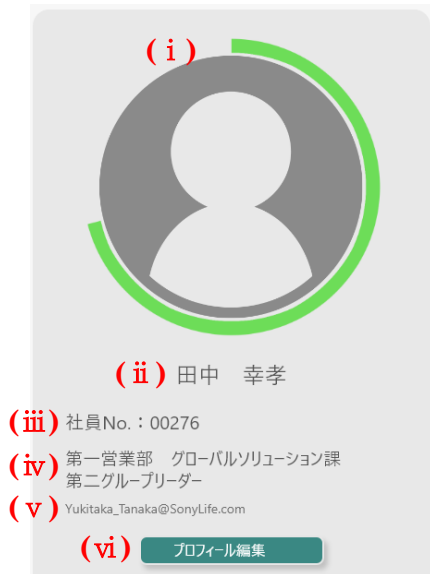 (ⅰ)
(ⅱ) 田中　幸孝
(ⅲ) 社員No.：00276
(ⅳ) 第一営業部　グローバルソリューション課
第二グループリーダー
(ⅴ) Yukitaka_Tanaka@SonyLife.com
(ⅵ) プロフィール編集